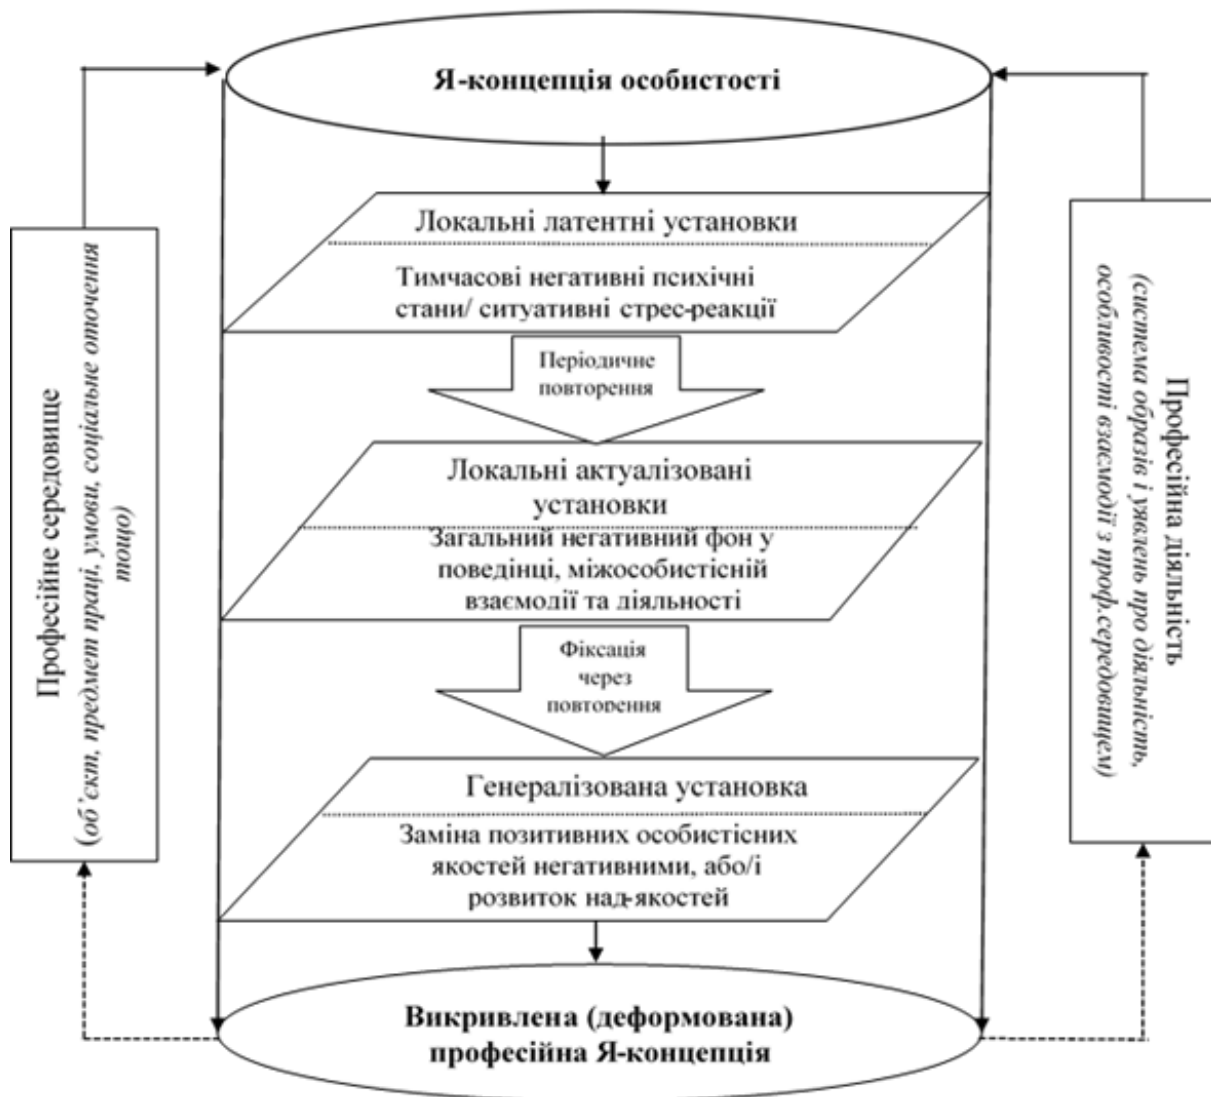 Я-концепція особистості
Локальні латентні установки
Тимчасові негативні психічні
стани/ ситуативні стрес-реакції
Періодичне
повторення
Локальні актуалізовані
установки
Загальний негативний фон у
поведінці, міжособистісній
взаємодії та діяльності
Фіксація
через
повторення
Генералізована установка
Заміна позитивних особистісних
якостей негативними, або/і
розвиток над-якостей
Викривлена (деформована)
професійна Я-концепція
Професійне середовище
(об’єкт, предмет праці, умови, соціальне оточення
тощо)
Професійна діяльність
(система образів і уявлень про діяльність,
особливості взаємодії з проф.середовищем)